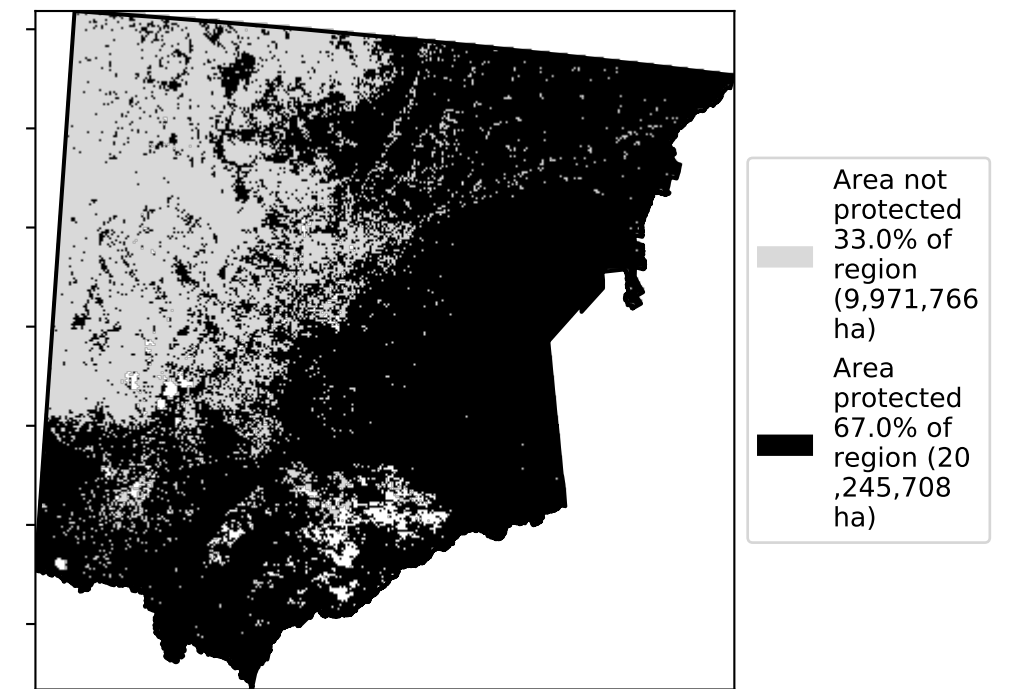 Area not
protected
33.0% of
region
(9,971,766
ha)
Area
protected
67.0% of
region (20
,245,708
ha)